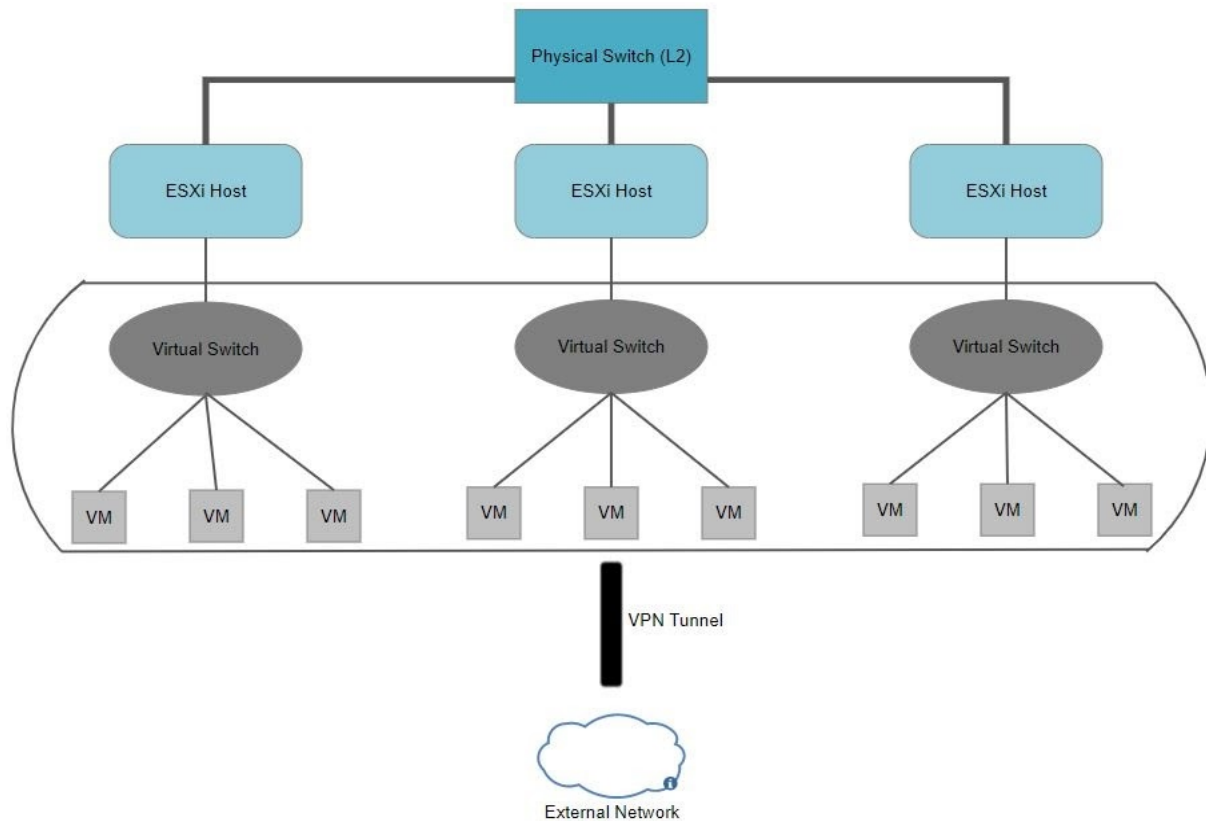 Physical Switch (L2)
ESXi Host
ESXi Host
ESXi Host
Virtual Switch
Virtual Switch
Virtual Switch
VM
VM
VM
VM
VM
VM
VM
VM
VM
VPN Tunnel
i
External Network